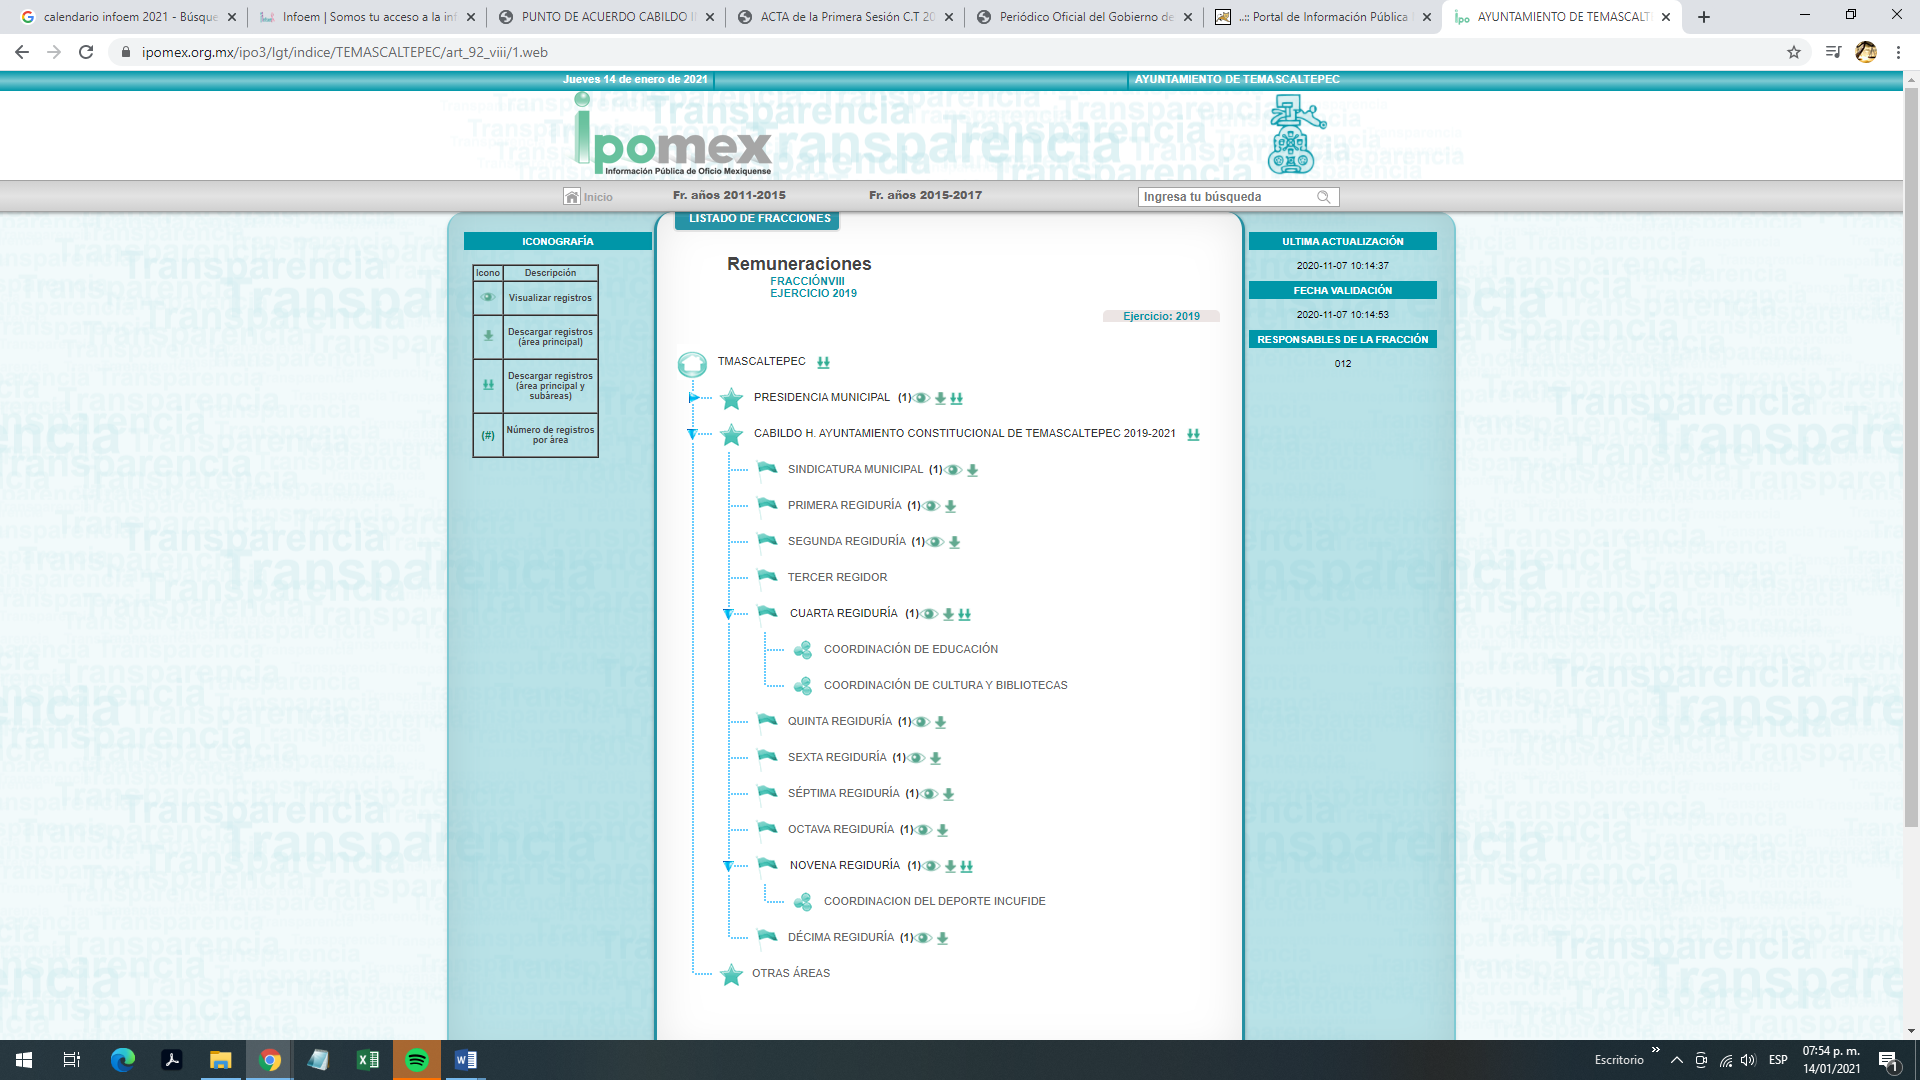 calendario infoem 2021 - Búsque
Infoem | Somos tu acceso a la inf
PUNTO DE ACUERDO CABILDO II
ACTA de la Primera Sesión C.T 20
Periódico Oficial del Gobierno de
..:: Portal de Información Pública
AYUNTAMIENTO DE TEMASCALT
ipomex.org.mx/ipo3/lgt/indice/TEMASCALTEPEC/art_92_viii/1.web
Jueves 14 de enero de 2021
AYUNTAMIENTO DE TEMASCALTEPEC
ipomex
Información Pública de Oficio Mexiquense
Transparencia
Inicio
Fr. años 2011-2015
Fr. años 2015-2017
Ingresa tu búsqueda
LISTADO DE FRACCIONES
ICONOGRAFÍA
Icono Descripción
Visualizar registros
Descargar registros
(área principal)
Descargar registros
(área principal y
subáreas)
(#) Número de registros
por área
Remuneraciones
FRACCIÓNVIII
EJERCICIO 2019
Ejercicio: 2019
TMASCALTEPEC
PRESIDENCIA MUNICIPAL (1)
CABILDO H. AYUNTAMIENTO CONSTITUCIONAL DE TEMASCALTEPEC 2019-2021
SINDICATURA MUNICIPAL (1)
PRIMERA REGIDURÍA (1)
SEGUNDA REGIDURÍA (1)
TERCER REGIDOR
CUARTA REGIDURÍA (1)
COORDINACIÓN DE EDUCACIÓN
COORDINACIÓN DE CULTURA Y BIBLIOTECAS
QUINTA REGIDURÍA (1)
SEXTA REGIDURÍA (1)
SÉPTIMA REGIDURÍA (1)
OCTAVA REGIDURÍA (1)
NOVENA REGIDURÍA (1)
COORDINACION DEL DEPORTE INCUFIDE
DÉCIMA REGIDURÍA (1)
OTRAS ÁREAS
ULTIMA ACTUALIZACIÓN
2020-11-07 10:14:37
FECHA VALIDACIÓN
2020-11-07 10:14:53
RESPONSABLES DE LA FRACCIÓN
012
Escritorio
ESP
07:54 p. m.
14/01/2021
1